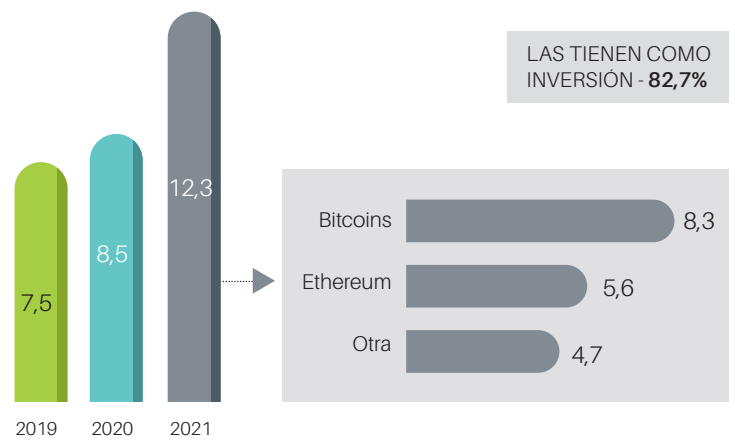 LAS TIENEN COMO
INVERSIÓN - 82,7%
12,3
8,5
7,5
Bitcoins 8,3
Ethereum 5,6
Otra 4,7
2019 2020 2021